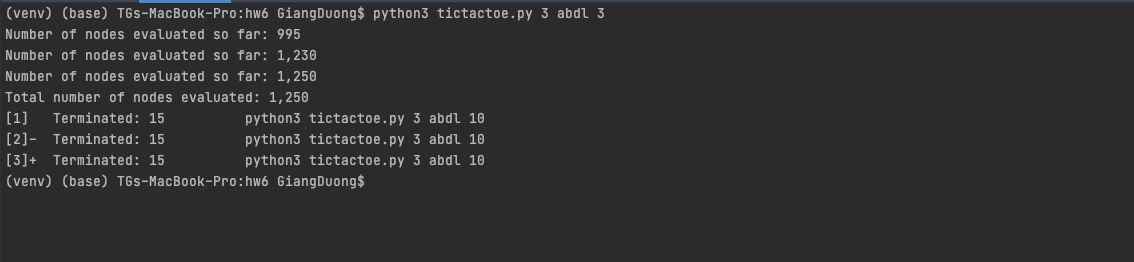 (venv) (base) TGs-MacBook-Pro:hw6 GiangDuong$ python3 tictactoe.py 3 abdl 3
Number of nodes evaluated so far: 995
Number of nodes evaluated so far: 1,230
Number of nodes evaluated so far: 1,250
Total number of nodes evaluated: 1,250
[1]   Terminated: 15          python3 tictactoe.py 3 abdl 10
[2]-  Terminated: 15          python3 tictactoe.py 3 abdl 10
[3]+  Terminated: 15          python3 tictactoe.py 3 abdl 10
(venv) (base) TGs-MacBook-Pro:hw6 GiangDuong$